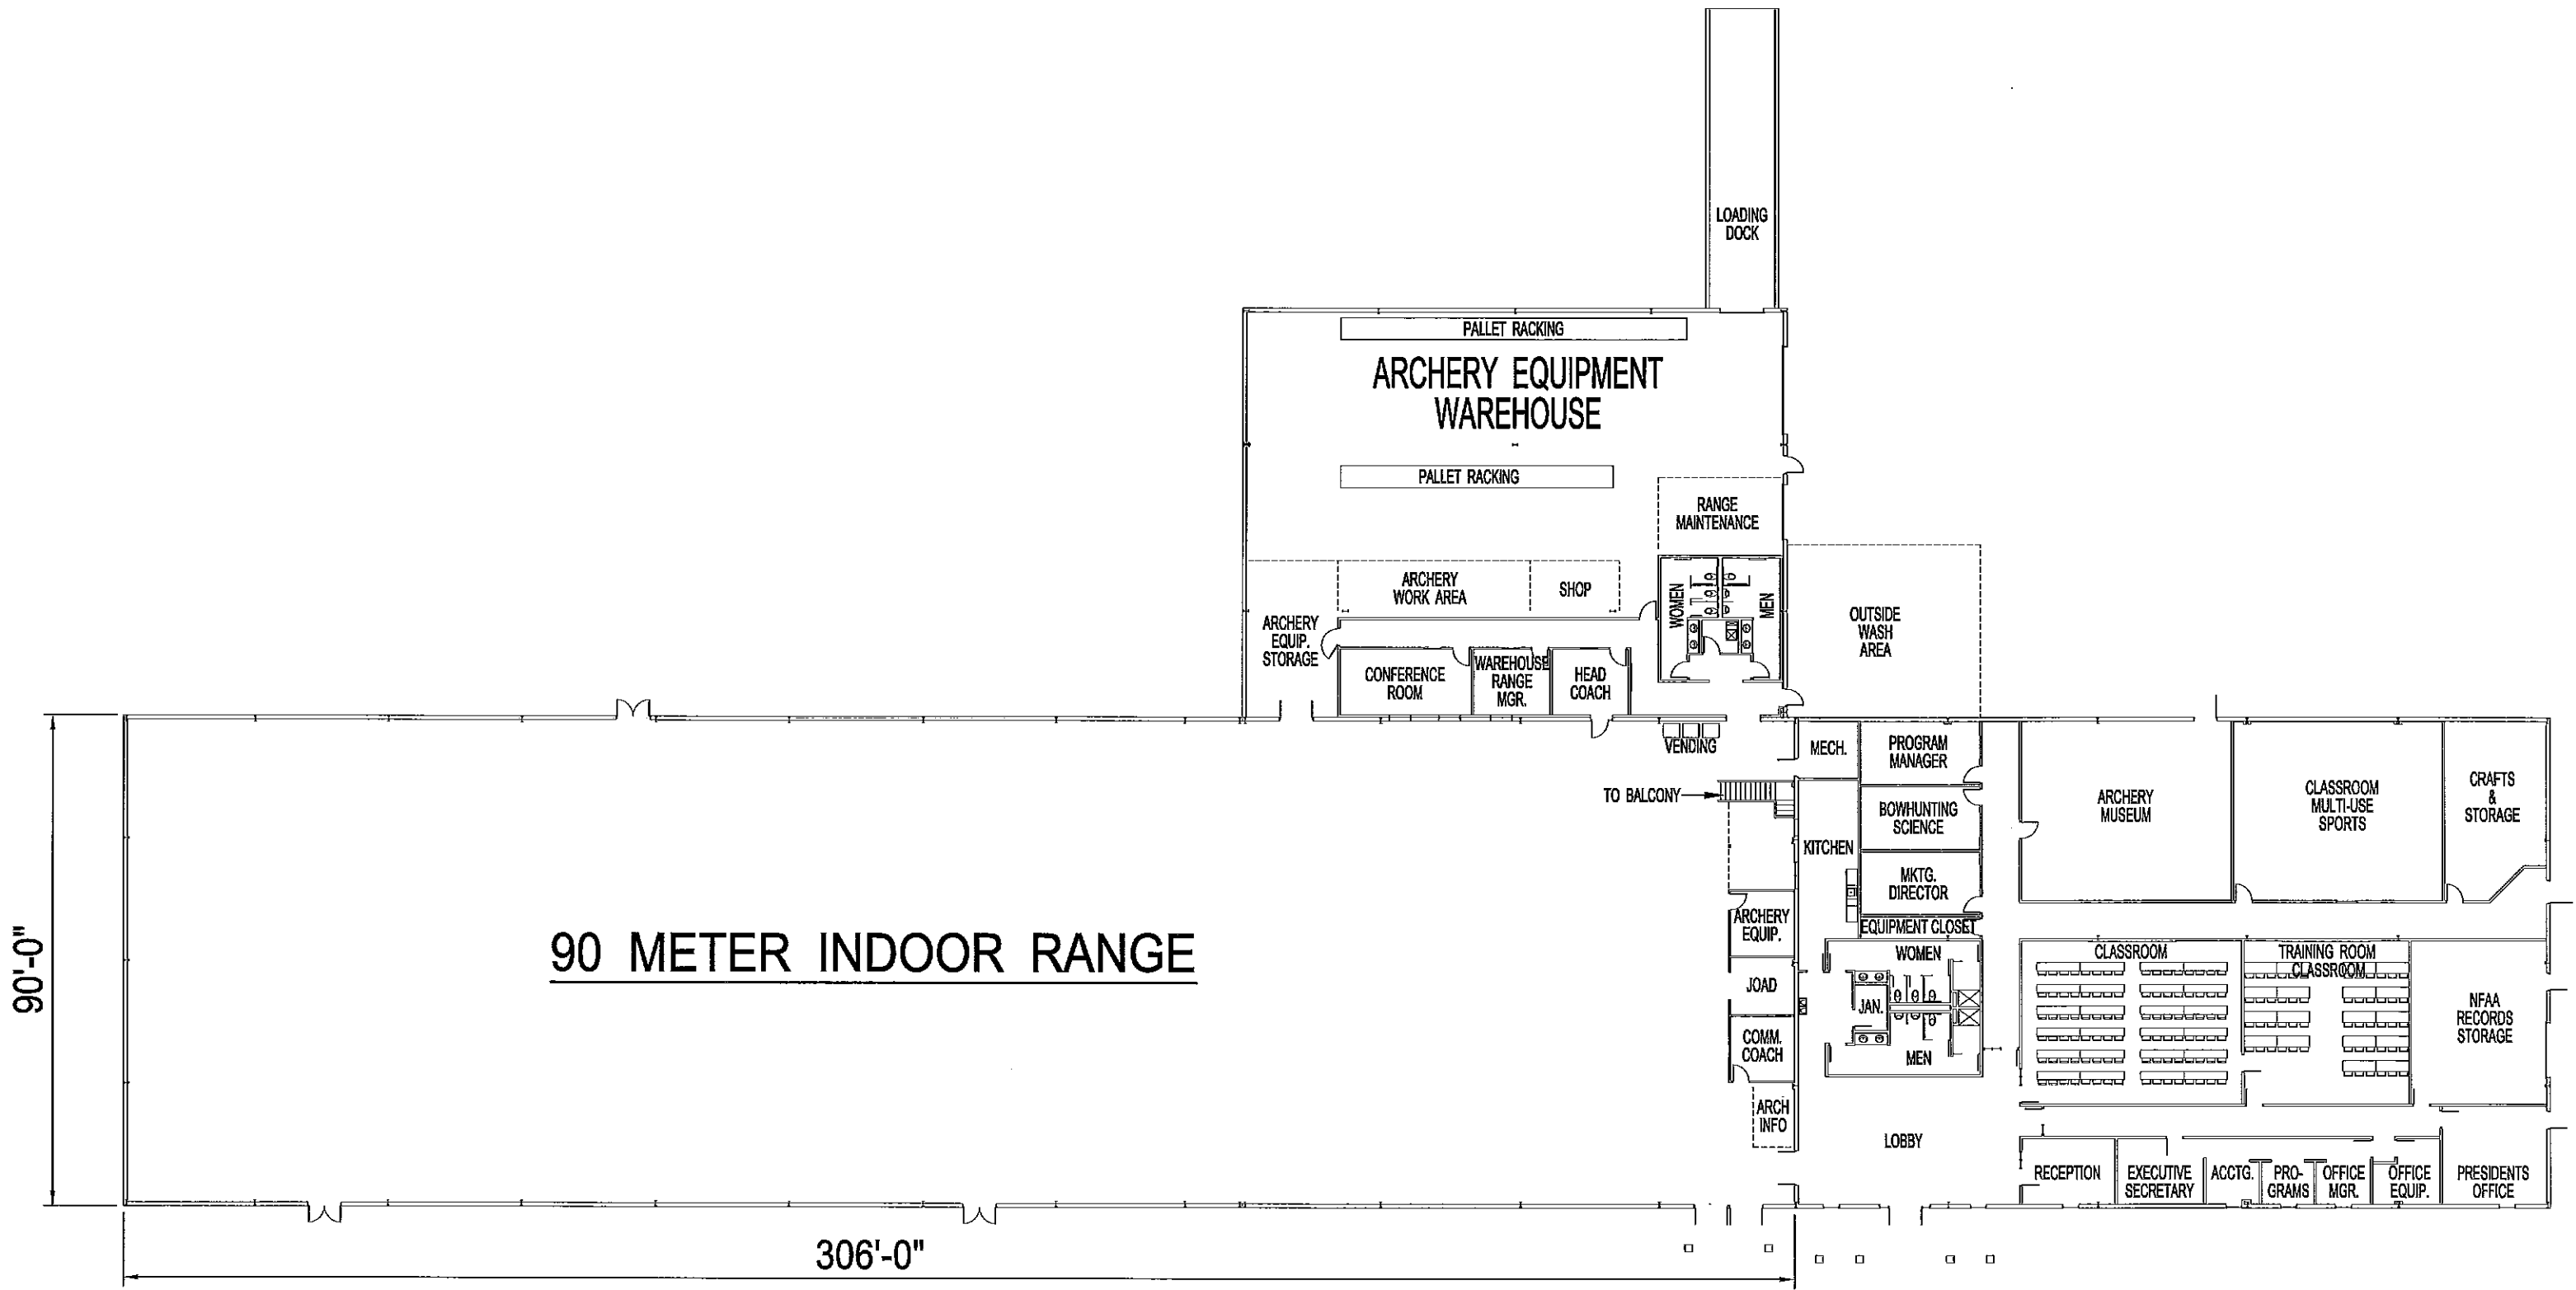 LOADING
DOCK
PALLET RACKING
ARCHERY EQUIPMENT
WAREHOUSE
PALLET RACKING
RANGE
MAINTENANCE
ARCHERY
WORK AREA
SHOP
WOMEN
MEN
ARCHERY
EQUIP.
STORAGE
OUTSIDE
WASH
AREA
CONFERENCE
ROOM
WAREHOUSE
RANGE
MGR.
HEAD
COACH
VENDING
MECH.
PROGRAM
MANAGER
TO BALCONY
BOWHUNTING
SCIENCE
ARCHERY
MUSEUM
CLASSROOM
MULTI-USE
SPORTS
CRAFTS
&
STORAGE
KITCHEN
MKTG.
DIRECTOR
ARCHERY
EQUIP.
EQUIPMENT CLOSET
90 METER INDOOR RANGE
90'-0"
WOMEN
CLASSROOM
TRAINING ROOM
CLASSROOM
JOAD
JAN.
NFAA
RECORDS
STORAGE
COMM.
COACH
MEN
ARCH
INFO
LOBBY
RECEPTION
EXECUTIVE
SECRETARY
ACCTG.
PRO-
GRAMS
OFFICE
MGR.
OFFICE
EQUIP.
PRESIDENTS
OFFICE
306'-0"